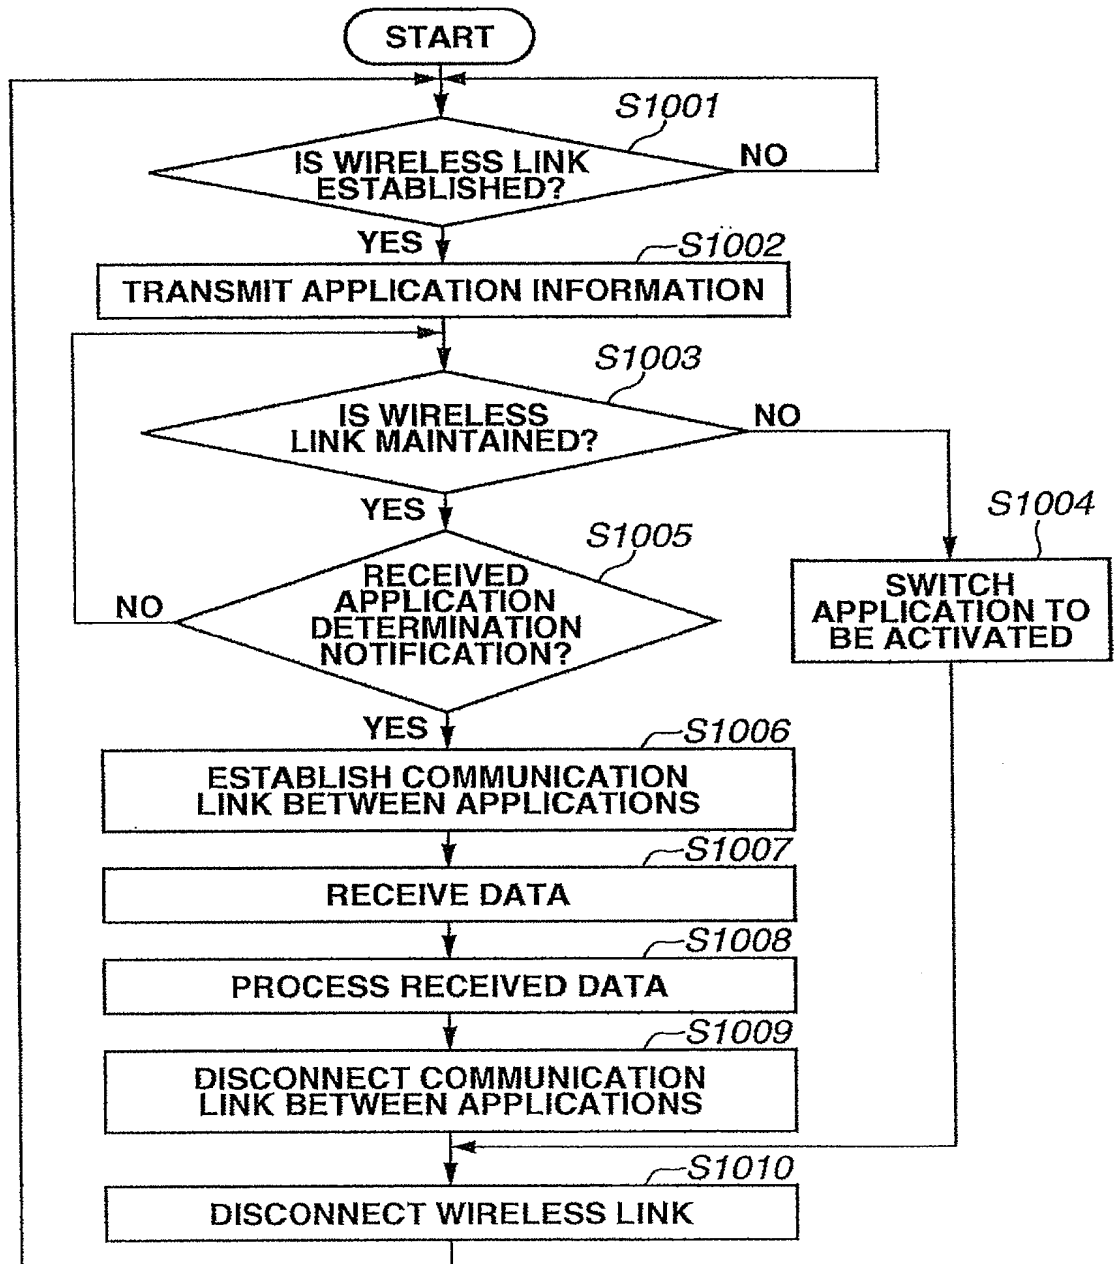 START
S1001
IS WIRELESS LINK
ESTABLISHED?
NO
YES
S1002
TRANSMIT APPLICATION INFORMATION
S1003
IS WIRELESS
LINK MAINTAINED?
NO
YES
S1004
SWITCH
APPLICATION TO
BE ACTIVATED
S1005
RECEIVED
APPLICATION
DETERMINATION
NOTIFICATION?
NO
YES
S1006
ESTABLISH COMMUNICATION
LINK BETWEEN APPLICATIONS
S1007
RECEIVE DATA
S1008
PROCESS RECEIVED DATA
S1009
DISCONNECT COMMUNICATION
LINK BETWEEN APPLICATIONS
S1010
DISCONNECT WIRELESS LINK